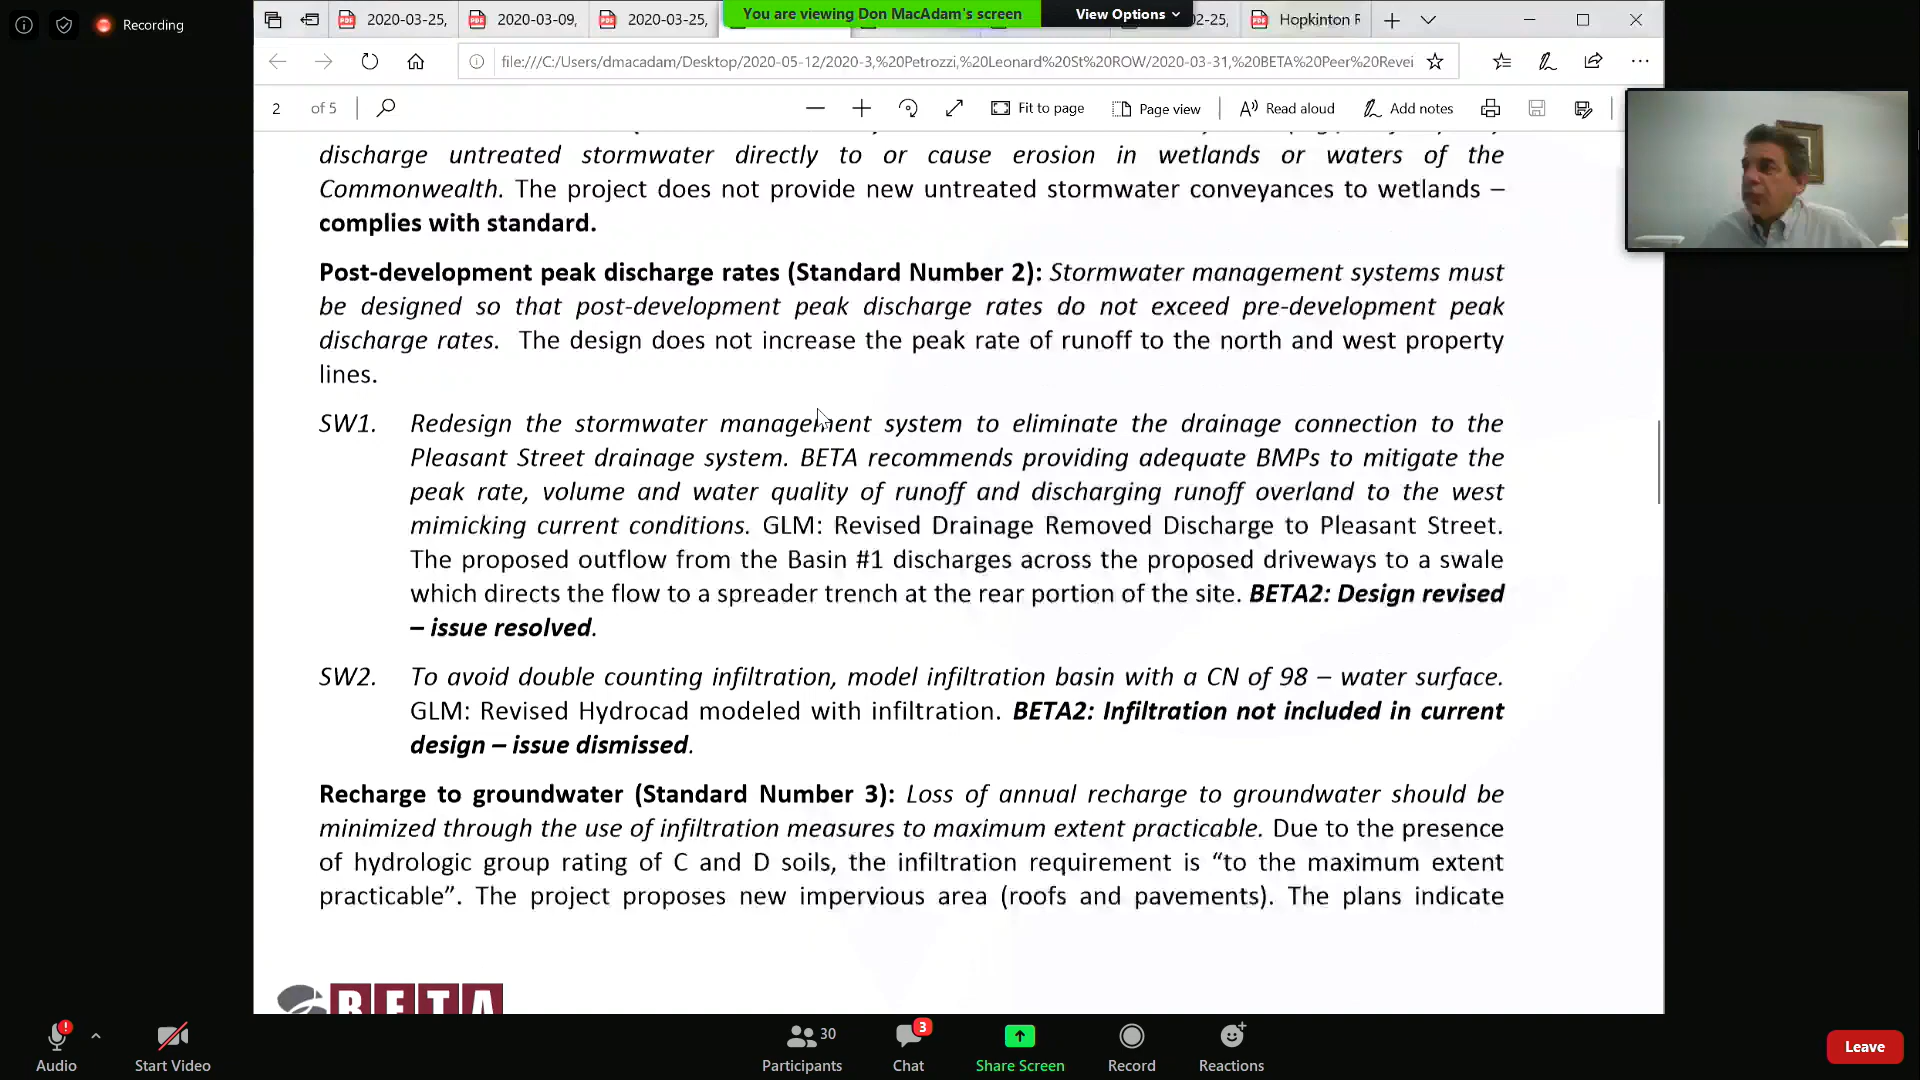 Recording
2020-03-25,
2020-03-09,
2020-03-25,
You are viewing Don MacAdam's screen
View Options
02-25,
Hopkinton F
file:///C:/Users/dmacadam/Desktop/2020-05-12/2020-3,%20Petrozzi,%20Leonard%20St%20ROW/2020-03-31,%20BETA%20Peer%20Revei
2 of 5
Fit to page
Page view
Read aloud
Add notes
discharge untreated stormwater directly to or cause erosion in wetlands or waters of the
Commonwealth. The project does not provide new untreated stormwater conveyances to wetlands –
complies with standard.
Post-development peak discharge rates (Standard Number 2): Stormwater management systems must
be designed so that post-development peak discharge rates do not exceed pre-development peak
discharge rates. The design does not increase the peak rate of runoff to the north and west property
lines.
SW1. Redesign the stormwater management system to eliminate the drainage connection to the
Pleasant Street drainage system. BETA recommends providing adequate BMPs to mitigate the
peak rate, volume and water quality of runoff and discharging runoff overland to the west
mimicking current conditions. GLM: Revised Drainage Removed Discharge to Pleasant Street.
The proposed outflow from the Basin #1 discharges across the proposed driveways to a swale
which directs the flow to a spreader trench at the rear portion of the site. BETA2: Design revised
– issue resolved.
SW2. To avoid double counting infiltration, model infiltration basin with a CN of 98 – water surface.
GLM: Revised Hydrocad modeled with infiltration. BETA2: Infiltration not included in current
design – issue dismissed.
Recharge to groundwater (Standard Number 3): Loss of annual recharge to groundwater should be
minimized through the use of infiltration measures to maximum extent practicable. Due to the presence
of hydrologic group rating of C and D soils, the infiltration requirement is “to the maximum extent
practicable”. The project proposes new impervious area (roofs and pavements). The plans indicate
BETA
Audio
Start Video
Participants
30
Chat
3
Share Screen
Record
Reactions
Leave